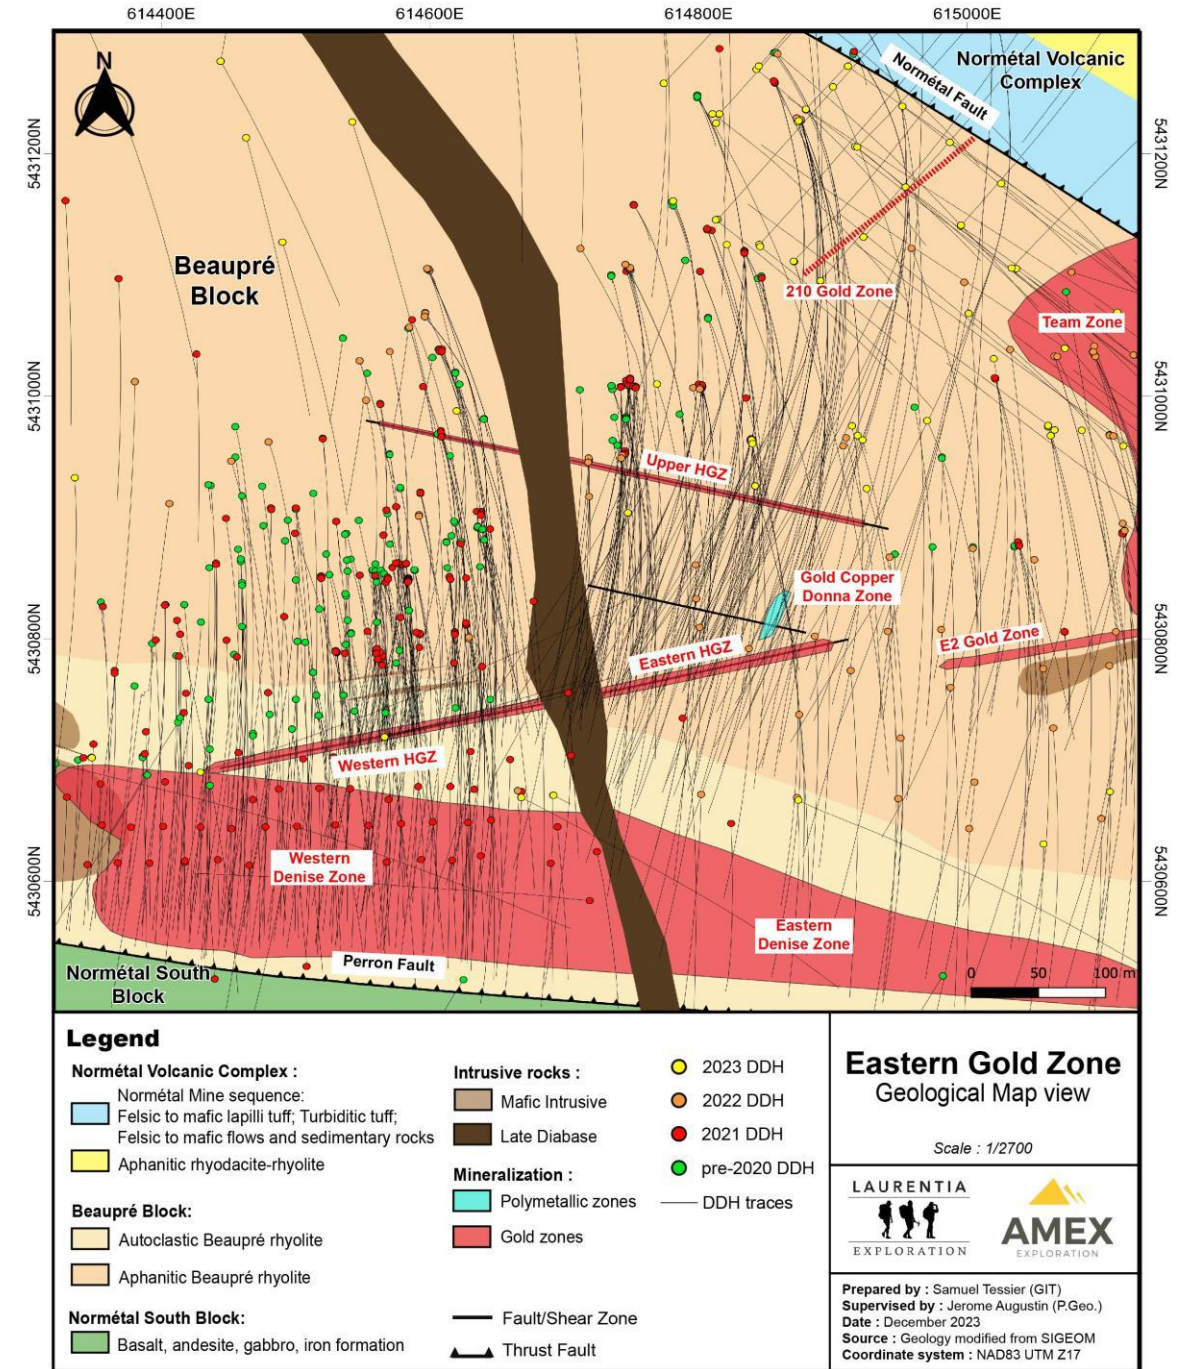 614400E
614600E
614800E
615000E
N
Normétal Volcanic
Complex
Normétal Fault
5431200N
5431200N
Beaupré
Block
210 Gold Zone
Team Zone
5431000N
5431000N
Upper HGZ
Gold Copper
Donna Zone
E2 Gold Zone
Eastern HGZ
5430800N
5430800N
Western HGZ
Western
Denise Zone
5430600N
5430600N
Eastern
Denise Zone
Perron Fault
Normétal South
Block
0 50 100 m
Legend
Normétal Volcanic Complex :
Normétal Mine sequence:
Felsic to mafic lapilli tuff; Turbiditic tuff;
Felsic to mafic flows and sedimentary rocks
Aphanitic rhyodacite-rhyolite
Beaupré Block:
Autoclastic Beaupré rhyolite
Aphanitic Beaupré rhyolite
Normétal South Block:
Basalt, andesite, gabbro, iron formation
Intrusive rocks :
Mafic Intrusive
Late Diabase
Mineralization :
Polymetallic zones
Gold zones
Fault/Shear Zone
Thrust Fault
2023 DDH
2022 DDH
2021 DDH
pre-2020 DDH
DDH traces
Eastern Gold Zone
Geological Map view
Scale : 1/2700
LAURENTIA
EXPLORATION
AMEX
EXPLORATION
Prepared by : Samuel Tessier (GIT)
Supervised by : Jerome Augustin (P.Geo.)
Date : December 2023
Source : Geology modified from SIGEOM
Coordinate system : NAD83 UTM Z17